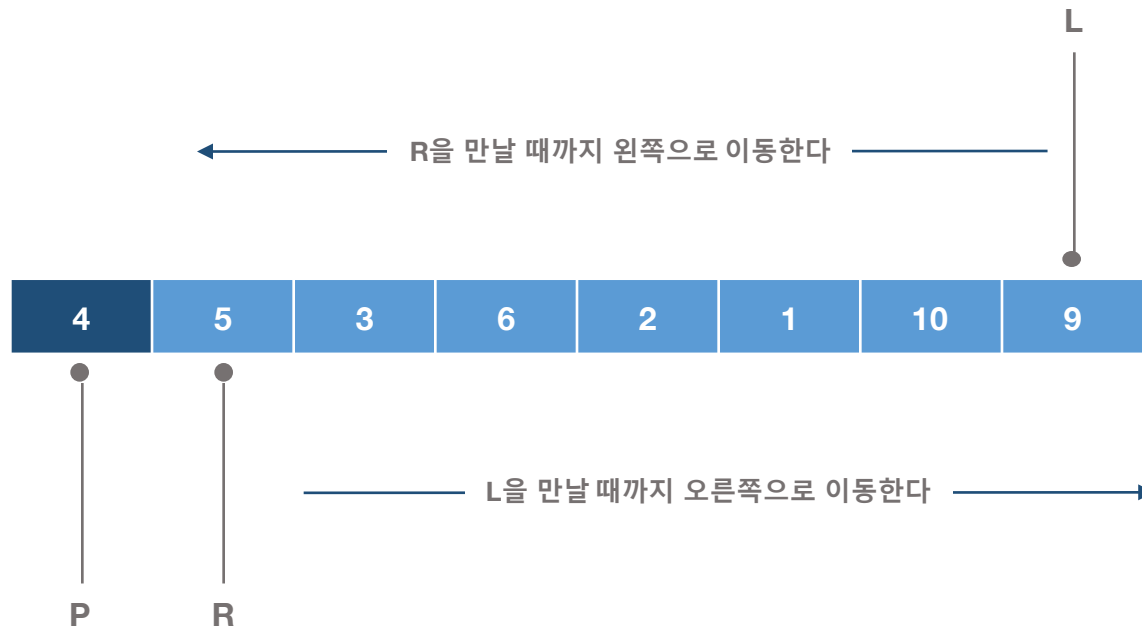 L
R을 만날 때까지 왼쪽으로 이동한다
4 5 3 6 2 1 10 9
L을 만날 때까지 오른쪽으로 이동한다
P R